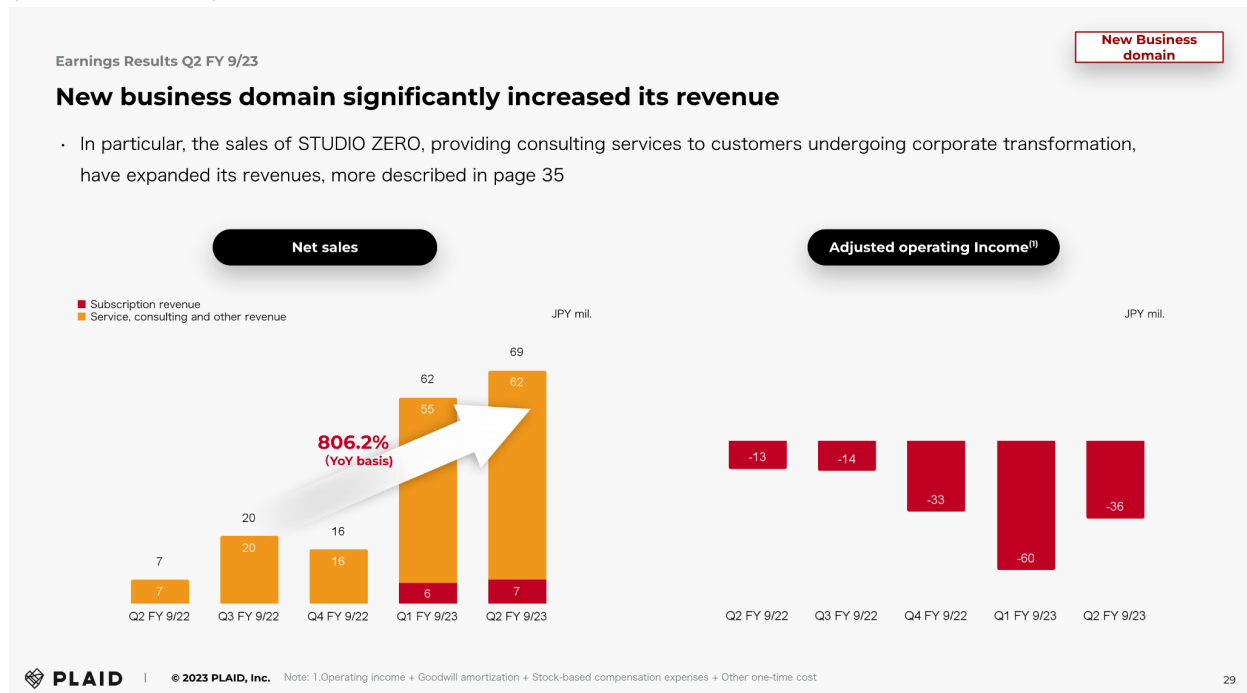 Earnings Results Q2 FY 9/23
New Business
domain
New business domain significantly increased its revenue
・ In particular, the sales of STUDIO ZERO, providing consulting services to customers undergoing corporate transformation,
have expanded its revenues, more described in page 35
Net sales
Subscription revenue
Service, consulting and other revenue
JPY mil.
69
62
62
55
806.2%
(YoY basis)
20
20
16
16
7
7
6
7
Q2 FY 9/22 Q3 FY 9/22 Q4 FY 9/22 Q1 FY 9/23 Q2 FY 9/23
Adjusted operating Income(1)
JPY mil.
-13
-14
-33
-60
-36
Q2 FY 9/22 Q3 FY 9/22 Q4 FY 9/22 Q1 FY 9/23 Q2 FY 9/23
PLAID | © 2023 PLAID, Inc. Note: 1.Operating income + Goodwill amortization + Stock-based compensation expenses + Other one-time cost
29